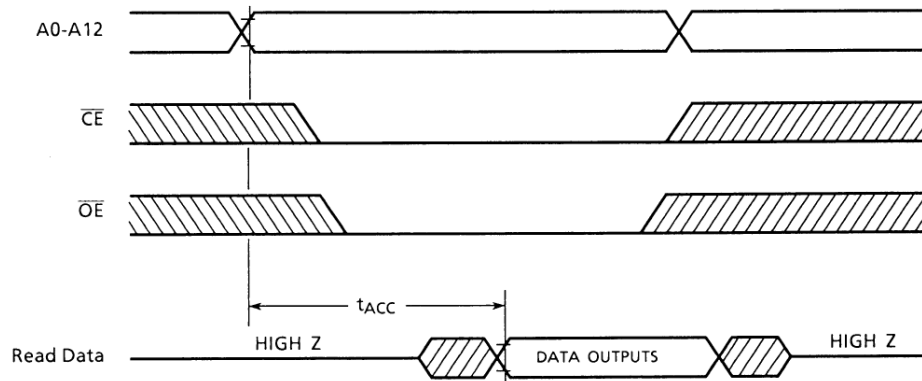 A0-A12
CE
OE
tACC
Read Data
HIGH Z
DATA OUTPUTS
HIGH Z